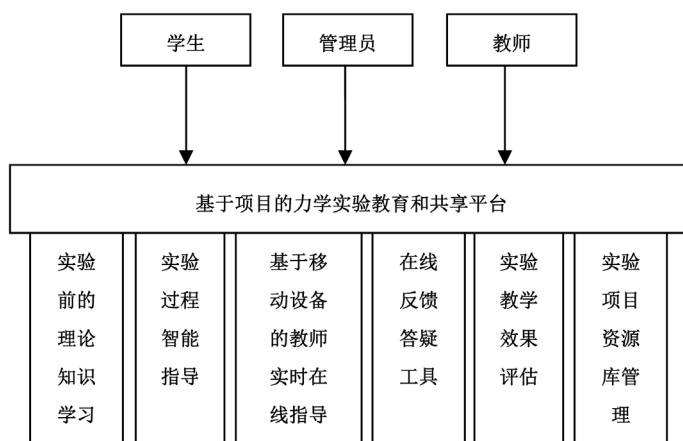 学生
管理员
教师
基于项目的力学实验教育和共享平台
实验
前的
理论
知识
学习
实验
过程
智能
指导
基于移
动设备
的教师
实时在
线指导
在线
反馈
答疑
工具
实验
教学
效果
评估
实验
项目
资源
库管
理